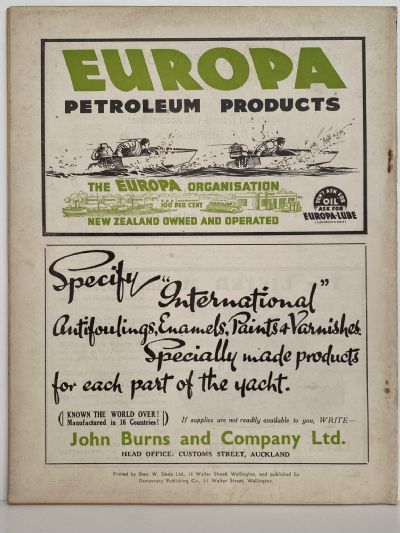 EUROPA
PETROLEUM PRODUCTS
THE EUROPA ORGANISATION
100 PER CENT
NEW ZEALAND OWNED AND OPERATED
DON'T ASK FOR
OIL
ASK FOR
EUROPA-LUBE
Specify "International"
Antifoulings, Enamels, Paints & Varnishes.
Specially made products
for each part of the yacht.
KNOWN THE WORLD OVER!
Manufactured in 16 Countries!
If supplies are not readily available to you, WRITE—
John Burns and Company Ltd.
HEAD OFFICE: CUSTOMS STREET, AUCKLAND
Printed by Geo. W. Slade Ltd., 11 Walter Street, Wellington, and published by
Democracy Publishing Co., 11 Walter Street, Wellington.